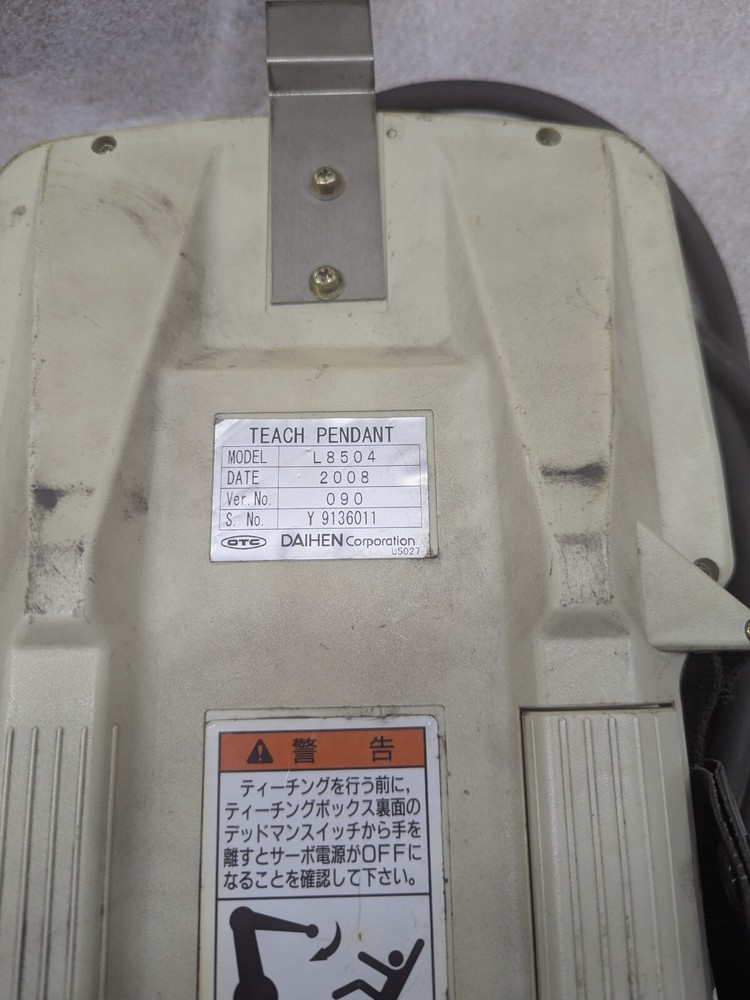 TEACH PENDANT
MODEL L8504
DATE 2008
Ver. No. 090
S. No. Y 9136011
OTC DAIHEN Corporation
U5027
警 告
ティーチングを行う前に,
ティーチングボックス裏面の
デッドマンスイッチから手を
離すとサーボ電源がOFFに
なることを確認して下さい。